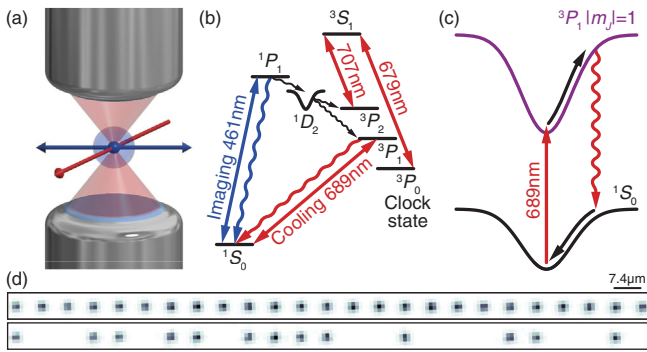 (a)
(b)
³S₁
¹P₁
707nm
679nm
¹D₂
³P₂
³P₁
³P₀
Clock
state
Imaging 461nm
Cooling 689nm
¹S₀
(c)
³P₁ |mJ|=1
689nm
¹S₀
(d)
7.4μm